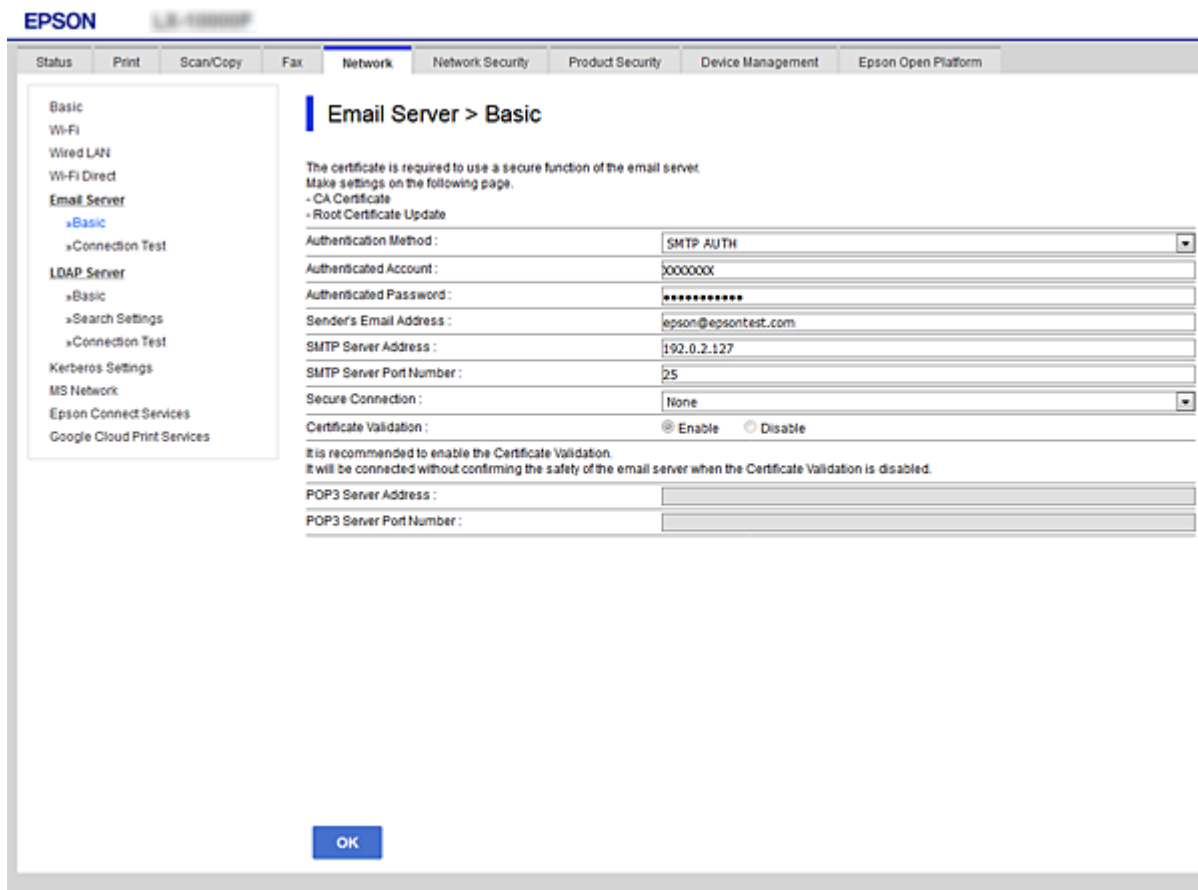 EPSON
Status Print Scan/Copy Fax Network Network Security Product Security Device Management Epson Open Platform
Basic
Wi-Fi
Wired LAN
Wi-Fi Direct
Email Server
»Basic
»Connection Test
LDAP Server
»Basic
»Search Settings
»Connection Test
Kerberos Settings
MS Network
Epson Connect Services
Google Cloud Print Services
Email Server > Basic
The certificate is required to use a secure function of the email server.
Make settings on the following page.
- CA Certificate
- Root Certificate Update
Authentication Method : SMTP AUTH
Authenticated Account : XXXXXXX
Authenticated Password : •••••••••••
Sender's Email Address : epson@epsontest.com
SMTP Server Address : 192.0.2.127
SMTP Server Port Number : 25
Secure Connection : None
Certificate Validation : Enable Disable
It is recommended to enable the Certificate Validation.
It will be connected without confirming the safety of the email server when the Certificate Validation is disabled.
POP3 Server Address :
POP3 Server Port Number :
OK